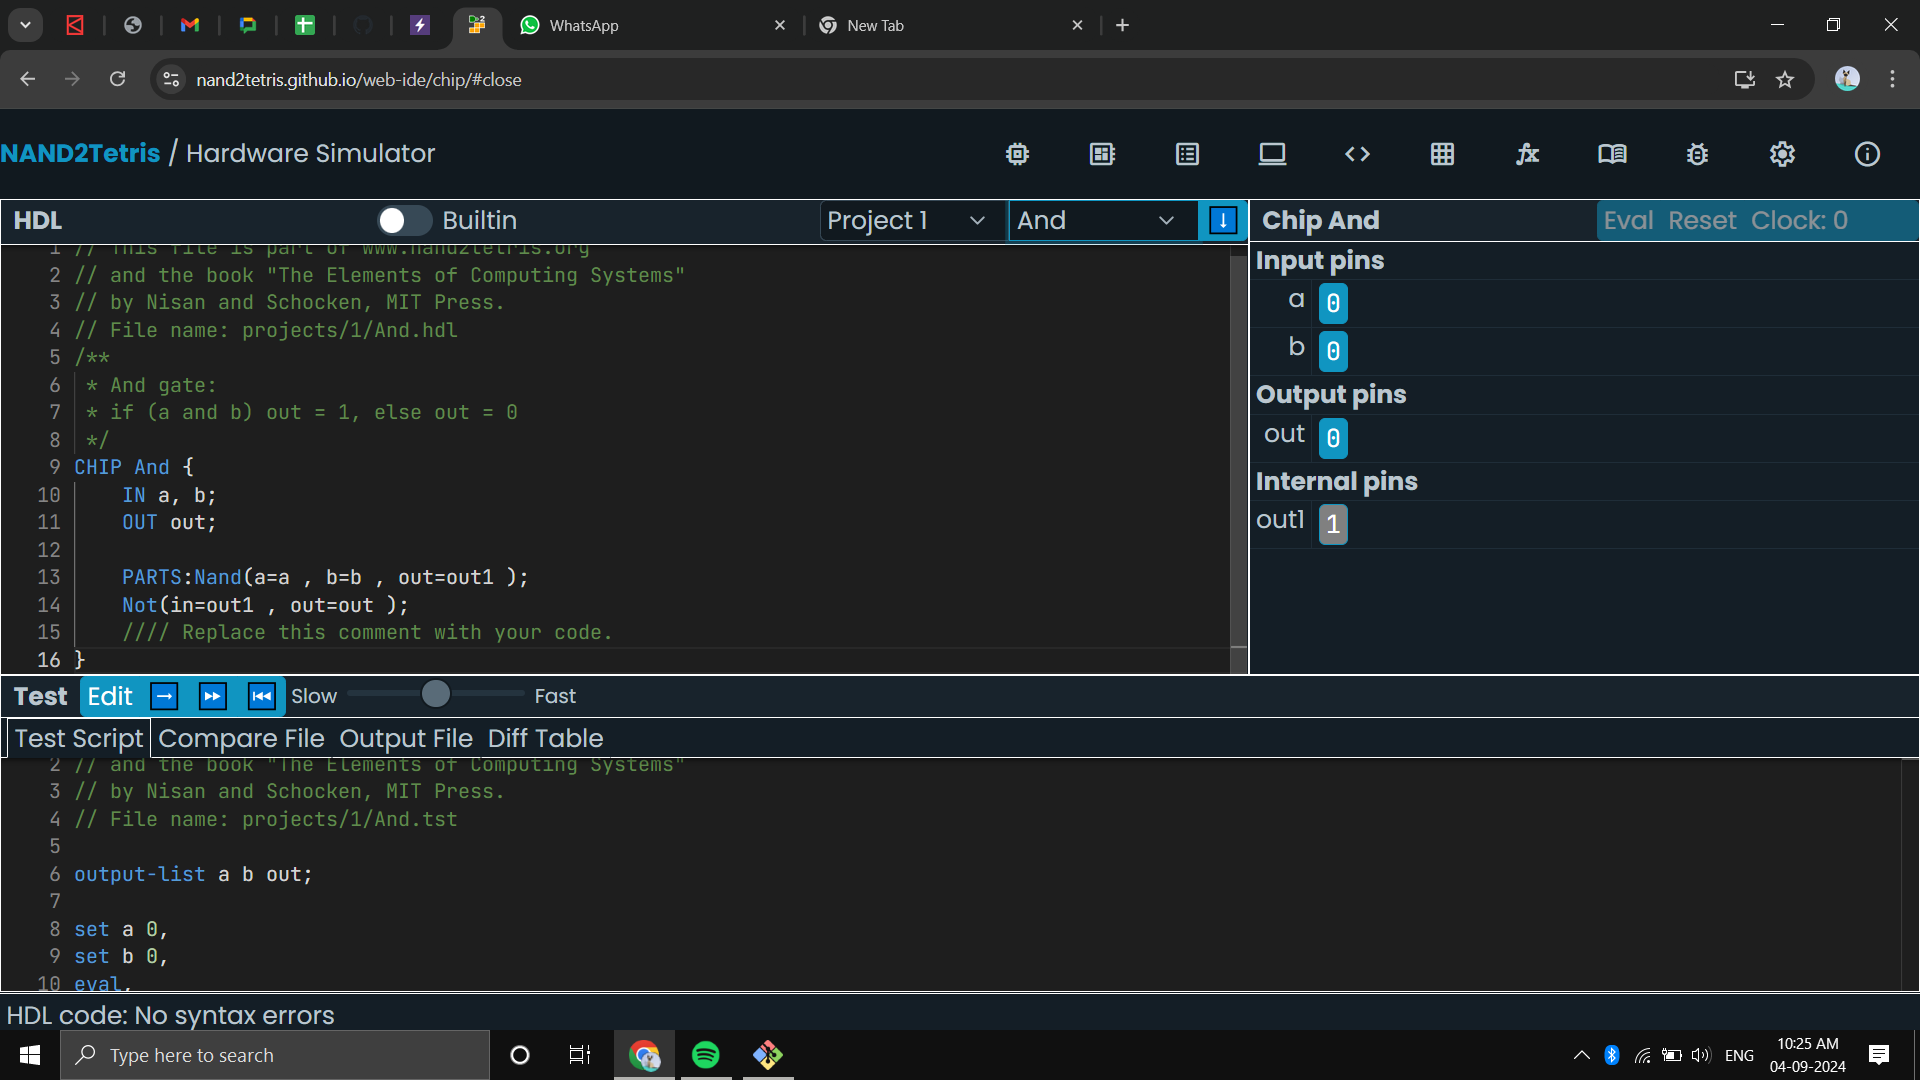 WhatsApp
New Tab
nand2tetris.github.io/web-ide/chip/#close
NAND2Tetris / Hardware Simulator
HDL Builtin Project 1 And
Chip And Eval Reset Clock: 0
1 // This file is part of www.nand2tetris.org
2 // and the book "The Elements of Computing Systems"
3 // by Nisan and Schocken, MIT Press.
4 // File name: projects/1/And.hdl
5 /**
6 * And gate:
7 * if (a and b) out = 1, else out = 0
8 */
9 CHIP And {
10 IN a, b;
11 OUT out;
12
13 PARTS:Nand(a=a , b=b , out=out1 );
14 Not(in=out1 , out=out );
15 //// Replace this comment with your code.
16 }
Input pins
a 0
b 0
Output pins
out 0
Internal pins
out1 1
Test Edit Slow Fast
Test Script Compare File Output File Diff Table
2 // and the book "The Elements of Computing Systems"
3 // by Nisan and Schocken, MIT Press.
4 // File name: projects/1/And.tst
5
6 output-list a b out;
7
8 set a 0,
9 set b 0,
10 eval,
HDL code: No syntax errors
Type here to search
ENG
10:25 AM
04-09-2024